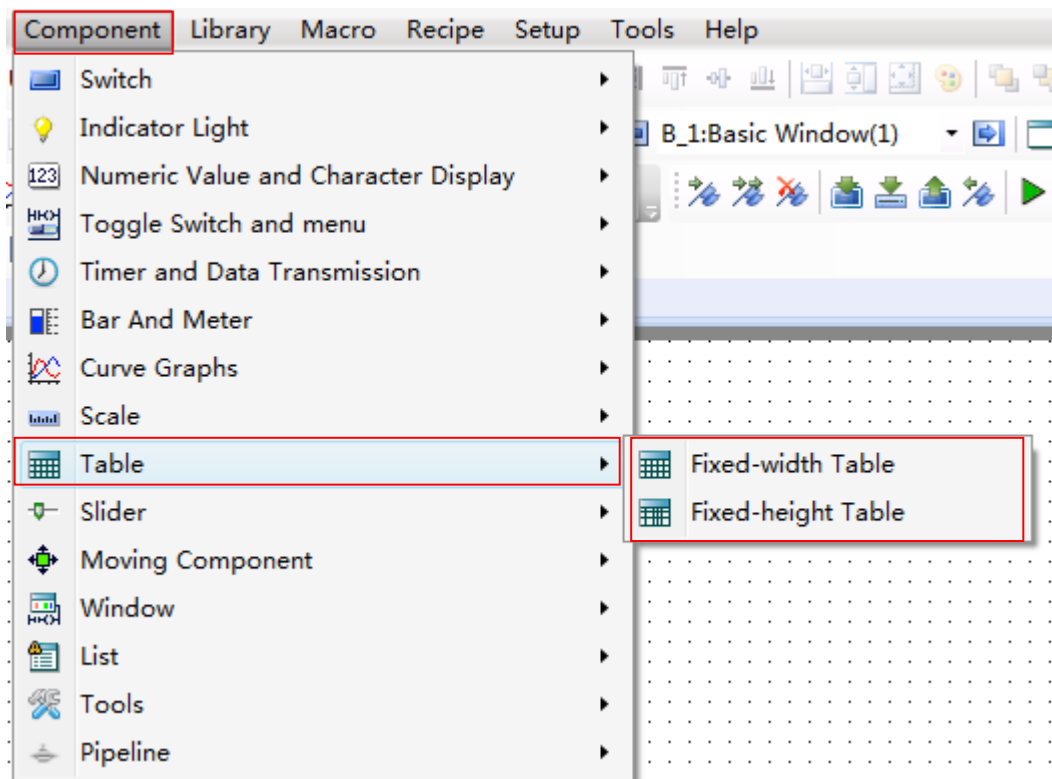 Component Library Macro Recipe Setup Tools Help
Switch
Indicator Light
B_1:Basic Window(1)
123 Numeric Value and Character Display
Toggle Switch and menu
Timer and Data Transmission
Bar And Meter
Curve Graphs
Scale
Table
Fixed-width Table
Fixed-height Table
Slider
Moving Component
Window
List
Tools
Pipeline